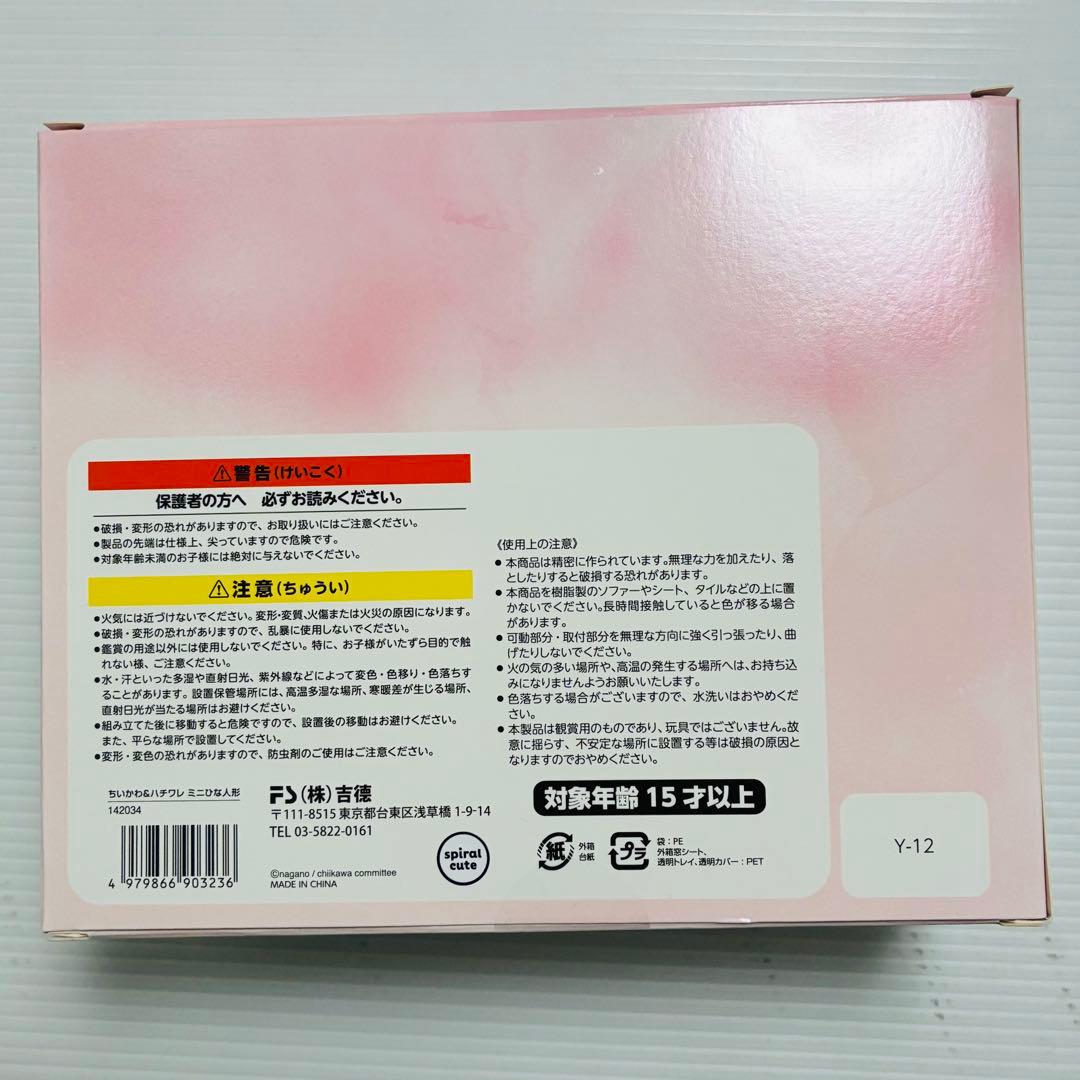 ⚠警告(けいこく)
保護者の方へ 必ずお読みください。
●破損・変形の恐れがありますので、お取り扱いにはご注意ください。
●製品の先端は仕様上、尖っていますので危険です。
●対象年齢未満のお子様には絶対に与えないでください。
⚠注意(ちゅうい)
●火気には近づけないでください。変形・変質、火傷または火災の原因になります。
●破損・変形の恐れがありますので、乱暴に使用しないでください。
●鑑賞の用途以外には使用しないでください。特に、お子様がいたずら目的で触
れない様、ご注意ください。
●水・汗といった多湿や直射日光、紫外線などによって変色・色移り・色落ちす
ることがあります。設置保管場所には、高温多湿な場所、寒暖差が生じる場所、
直射日光が当たる場所はお避けください。
●組み立てた後に移動すると危険ですので、設置後の移動はお避けください。
また、平らな場所で設置してください。
●変形・変色の恐れがありますので、防虫剤のご使用はご注意ください。
《使用上の注意》
● 本商品は精密に作られています。無理な力を加えたり、落
としたりすると破損する恐れがあります。
● 本商品を樹脂製のソファーやシート、タイルなどの上に置
かないでください。長時間接触していると色が移る場合
があります。
● 可動部分・取付部分を無理な方向に強く引っ張ったり、曲
げたりしないでください。
● 火の気の多い場所や、高温の発生する場所へは、お持ち込
みになりませんようお願いいたします。
● 色落ちする場合がございますので、水洗いはおやめくだ
さい。
● 本製品は観賞用のものであり、玩具ではございません。故
意に揺らす、不安定な場所に設置する等は破損の原因と
なりますのでおやめください。
ちいかわ&ハチワレ ミニひな人形
142034
4 979866 903236
(株)吉德
〒111-8515 東京都台東区浅草橋 1-9-14
TEL 03-5822-0161
©nagano / chiikawa committee
MADE IN CHINA
spiral
cute
対象年齢 15 才以上
紙
外箱
台紙
プラ
袋:PE
外箱窓シート、
透明トレイ、透明カバー:PET
Y-12